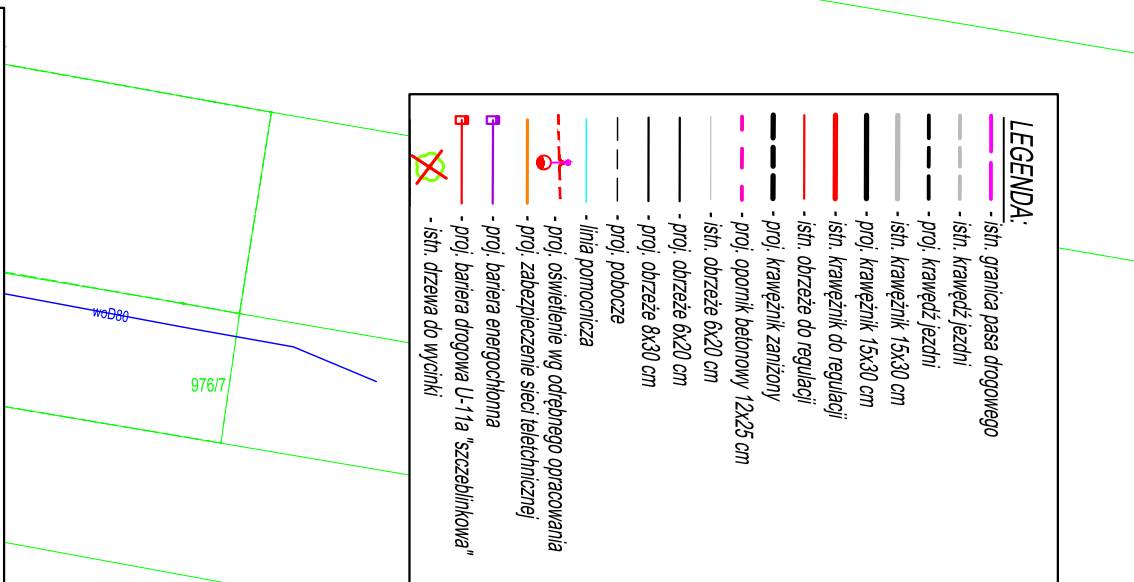 LEGENDA:
- istn. granica pasa drogowego
- istn. krawędź jezdni
- proj. krawędź jezdni
- istn. krawężnik 15x30 cm
- proj. krawężnik 15x30 cm
- istn. krawężnik do regulacji
- istn. obrzeże do regulacji
- proj. krawężnik zaniżony
- proj. opornik betonowy 12x25 cm
- istn. obrzeże 6x20 cm
- proj. obrzeże 6x20 cm
- proj. obrzeże 8x30 cm
- proj. pobocze
- linia pomocnicza
- proj. oświetlenie wg odrębnego opracowania
- proj. zabezpieczenie sieci teletchnicznej
- proj. bariera energochłonna
- proj. bariera drogowa U-11a "szczeblinkowa"
- istn. drzewa do wycinki
woD80
976/7